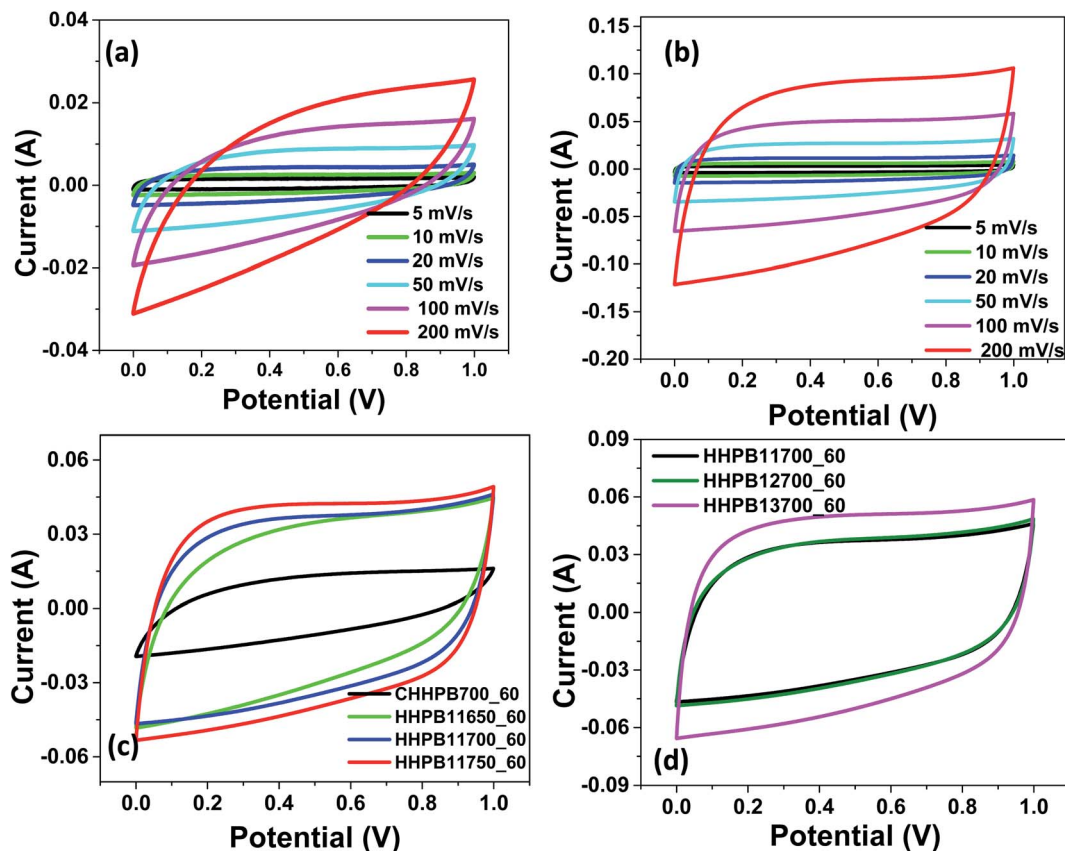 (a)
0.04
0.02
0.00
-0.02
-0.04
Current (A)
5 mV/s
10 mV/s
20 mV/s
50 mV/s
100 mV/s
200 mV/s
0.0 0.2 0.4 0.6 0.8 1.0
Potential (V)
(b)
0.15
0.10
0.05
0.00
-0.05
-0.10
-0.15
-0.20
Current (A)
5 mV/s
10 mV/s
20 mV/s
50 mV/s
100 mV/s
200 mV/s
0.0 0.2 0.4 0.6 0.8 1.0
Potential (V)
0.06
0.03
0.00
-0.03
-0.06
Current (A)
(c)
CHHPB700_60
HHPB11650_60
HHPB11700_60
HHPB11750_60
0.0 0.2 0.4 0.6 0.8 1.0
Potential (V)
0.09
0.06
0.03
0.00
-0.03
-0.06
-0.09
Current (A)
HHPB11700_60
HHPB12700_60
HHPB13700_60
(d)
0.0 0.2 0.4 0.6 0.8 1.0
Potential (V)